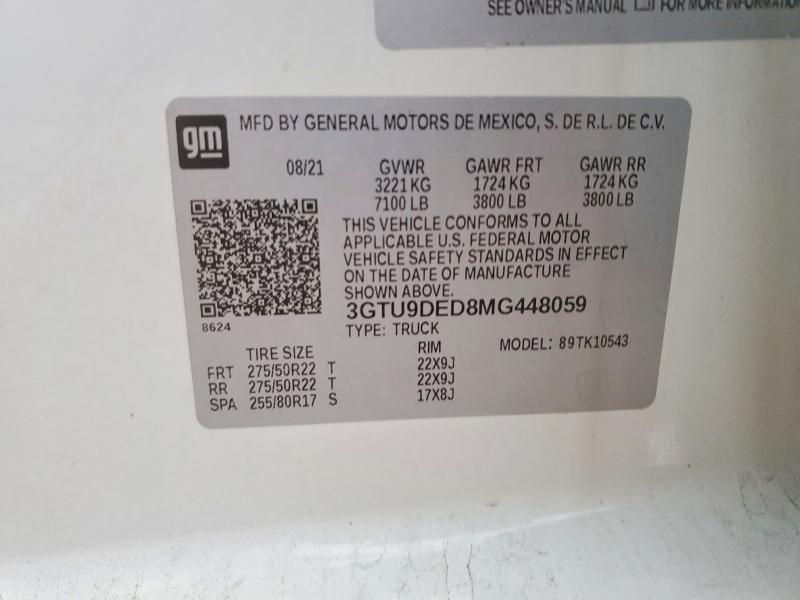 SEE OWNER'S MANUAL FOR MORE INFORMATION
gm
MFD BY GENERAL MOTORS DE MEXICO, S. DE R.L. DE C.V.
08/21 GVWR GAWR FRT GAWR RR
3221 KG 1724 KG 1724 KG
7100 LB 3800 LB 3800 LB
THIS VEHICLE CONFORMS TO ALL
APPLICABLE U.S. FEDERAL MOTOR
VEHICLE SAFETY STANDARDS IN EFFECT
ON THE DATE OF MANUFACTURE
SHOWN ABOVE.
3GTU9DED8MG448059
8624
TYPE: TRUCK
MODEL: 89TK10543
TIRE SIZE RIM
FRT 275/50R22 T 22X9J
RR 275/50R22 T 22X9J
SPA 255/80R17 S 17X8J